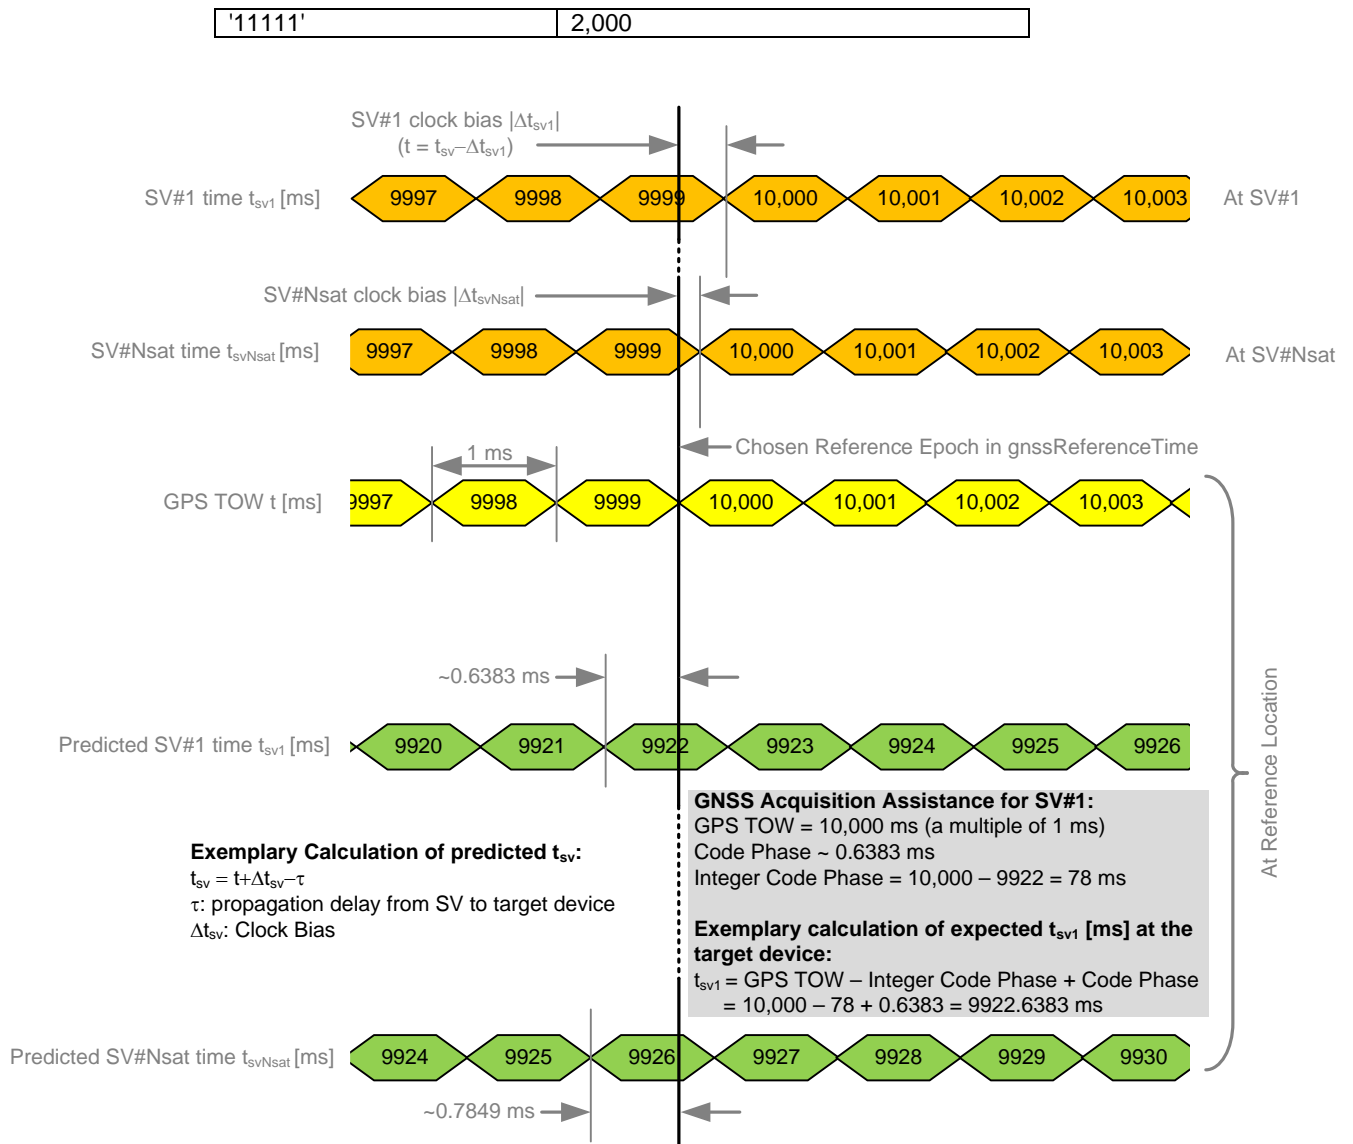 '11111' 2,000
SV#1 clock bias |Δtsv1|
(t = tsv–Δtsv1)
SV#1 time tsv1 [ms] 9997 9998 9999 10,000 10,001 10,002 10,003 At SV#1
SV#Nsat clock bias |ΔtsvNsat|
SV#Nsat time tsvNsat [ms] 9997 9998 9999 10,000 10,001 10,002 10,003 At SV#Nsat
Chosen Reference Epoch in gnssReferenceTime
1 ms
GPS TOW t [ms] 9997 9998 9999 10,000 10,001 10,002 10,003
~0.6383 ms
Predicted SV#1 time tsv1 [ms] 9920 9921 9922 9923 9924 9925 9926
At Reference Location
GNSS Acquisition Assistance for SV#1:
GPS TOW = 10,000 ms (a multiple of 1 ms)
Code Phase ~ 0.6383 ms
Integer Code Phase = 10,000 – 9922 = 78 ms
Exemplary Calculation of predicted tsv:
tsv = t+Δtsv–τ
τ: propagation delay from SV to target device
Δtsv: Clock Bias
Exemplary calculation of expected tsv1 [ms] at the
target device:
tsv1 = GPS TOW – Integer Code Phase + Code Phase
= 10,000 – 78 + 0.6383 = 9922.6383 ms
Predicted SV#Nsat time tsvNsat [ms] 9924 9925 9926 9927 9928 9929 9930
~0.7849 ms